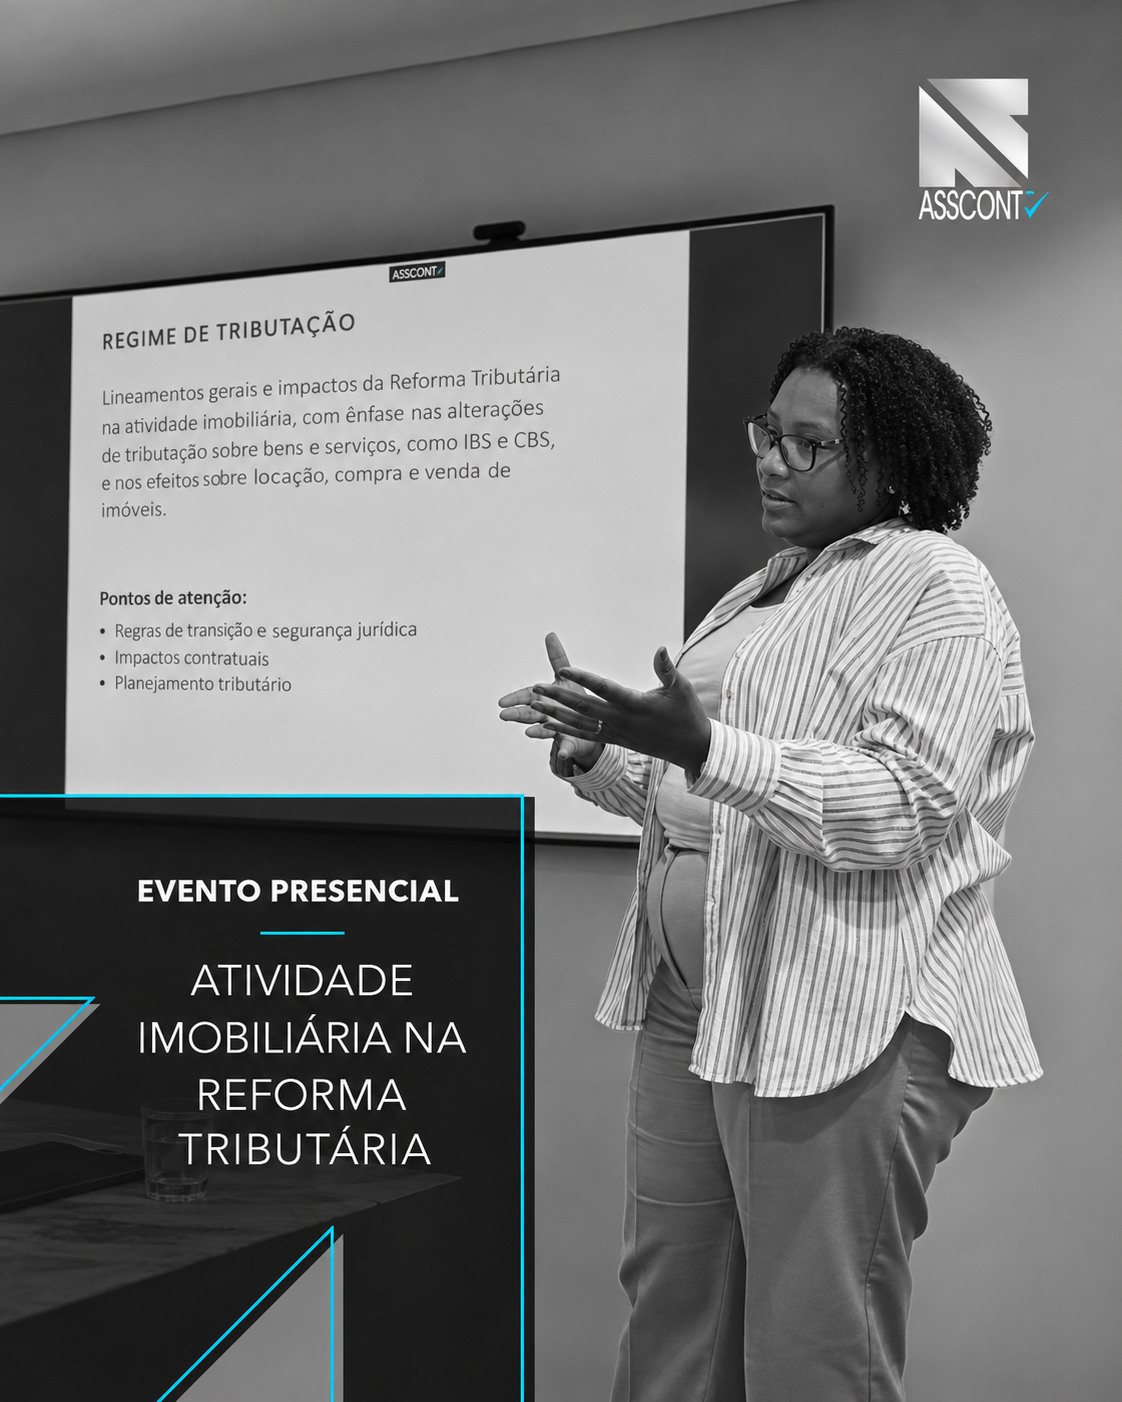 ASSCONT
ASSCONT
REGIME DE TRIBUTAÇÃO
Lineamentos gerais e impactos da Reforma Tributária
na atividade imobiliária, com ênfase nas alterações
de tributação sobre bens e serviços, como IBS e CBS,
e nos efeitos sobre locação, compra e venda de
imóveis.
Pontos de atenção:
• Regras de transição e segurança jurídica
• Impactos contratuais
• Planejamento tributário
EVENTO PRESENCIAL
ATIVIDADE
IMOBILIÁRIA NA
REFORMA
TRIBUTÁRIA